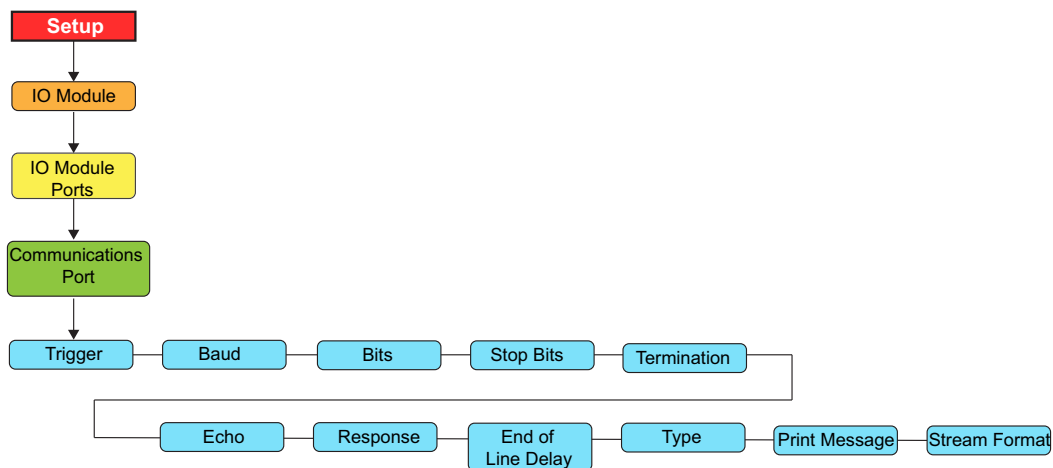 Setup
IO Module
IO Module
Ports
Communications
Port
Trigger
Baud
Bits
Stop Bits
Termination
Echo
Response
End of
Line Delay
Type
Print Message
Stream Format